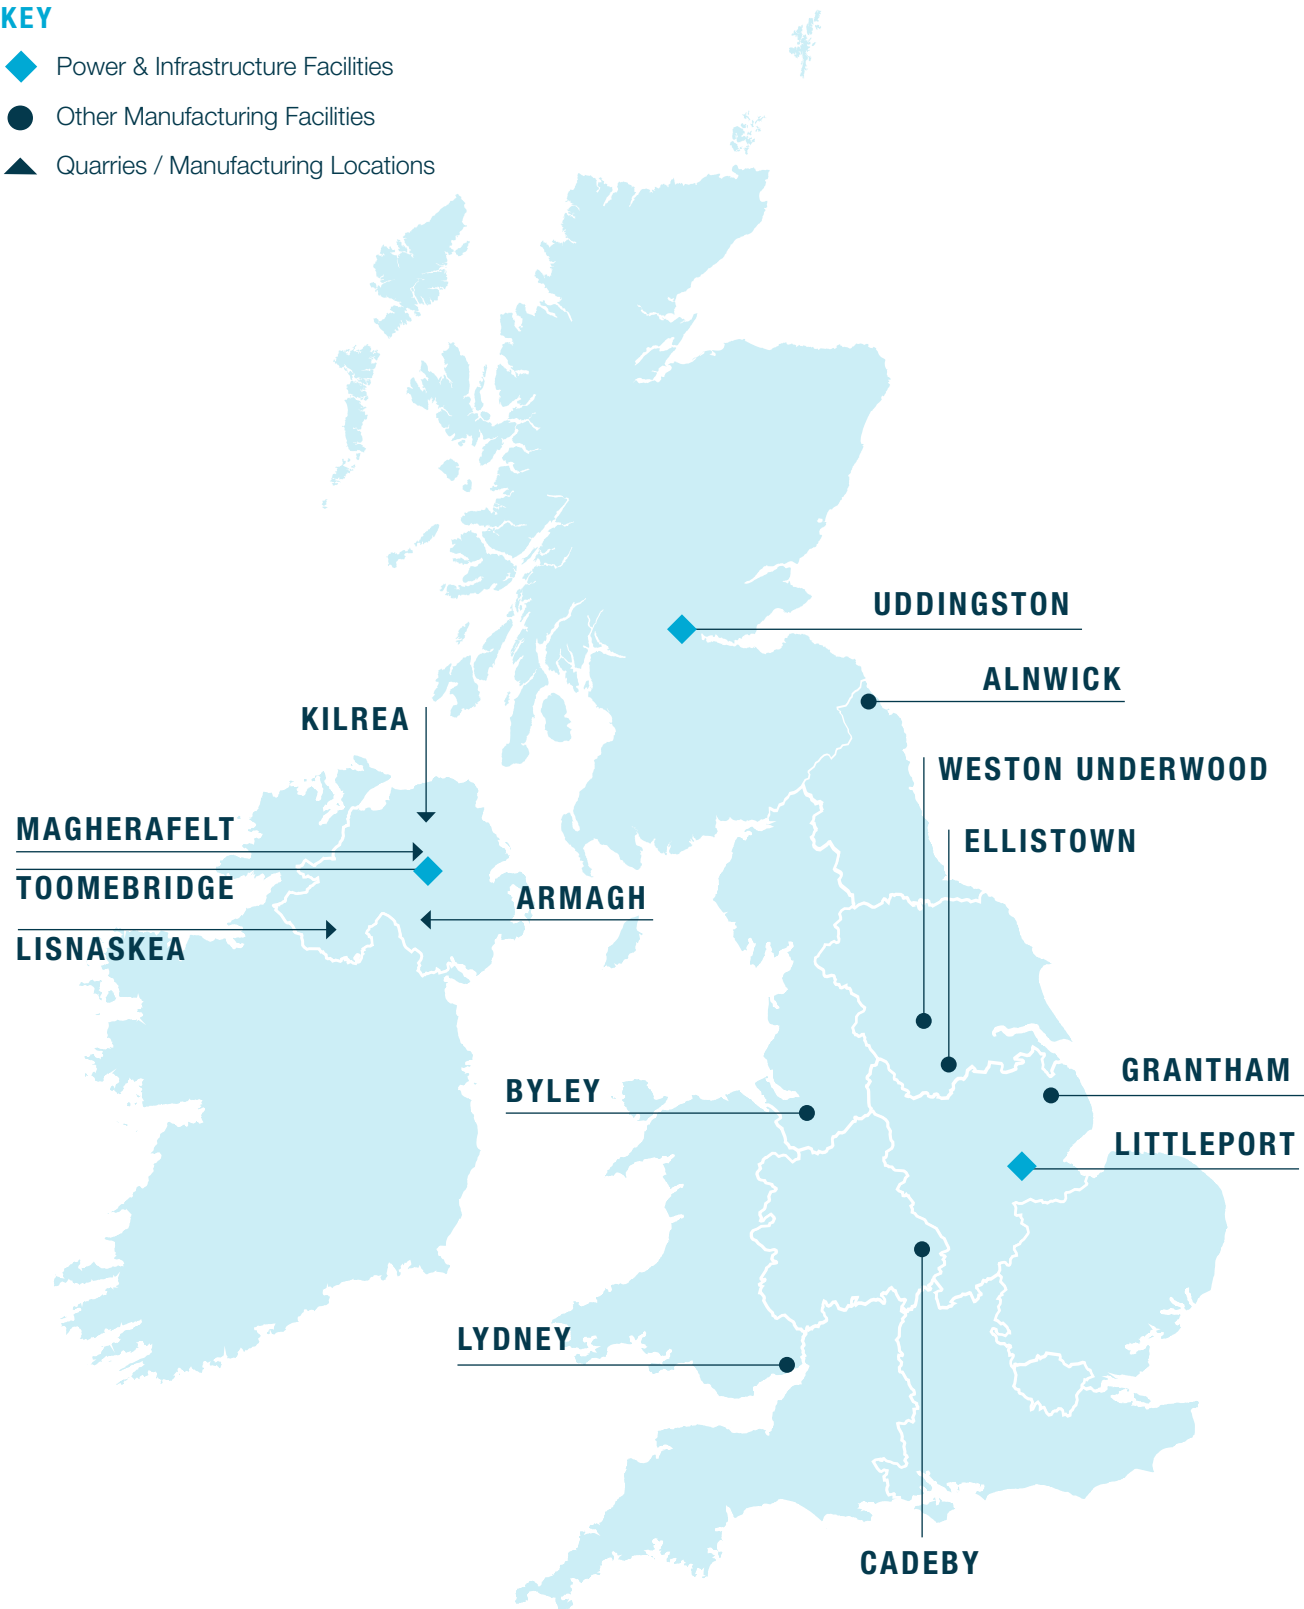 KEY
Power & Infrastructure Facilities
Other Manufacturing Facilities
Quarries / Manufacturing Locations
UDDINGSTON
ALNWICK
KILREA
WESTON UNDERWOOD
MAGHERAFELT
ELLISTOWN
TOOMEBRIDGE
ARMAGH
LISNASKEA
GRANTHAM
BYLEY
LITTLEPORT
LYDNEY
CADEBY